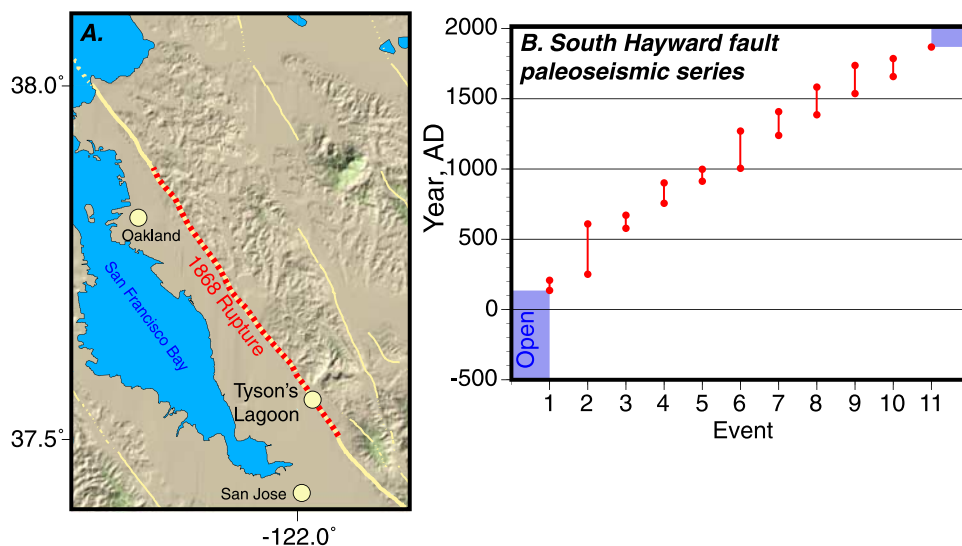 A.
38.0
37.5
-122.0°
Oakland
San Francisco Bay
1868 Rupture
Tyson's
Lagoon
San Jose
B. South Hayward fault
paleoseismic series
Year, AD
2000
1500
1000
500
0
-500
Open
1 2 3 4 5 6 7 8 9 10 11
Event